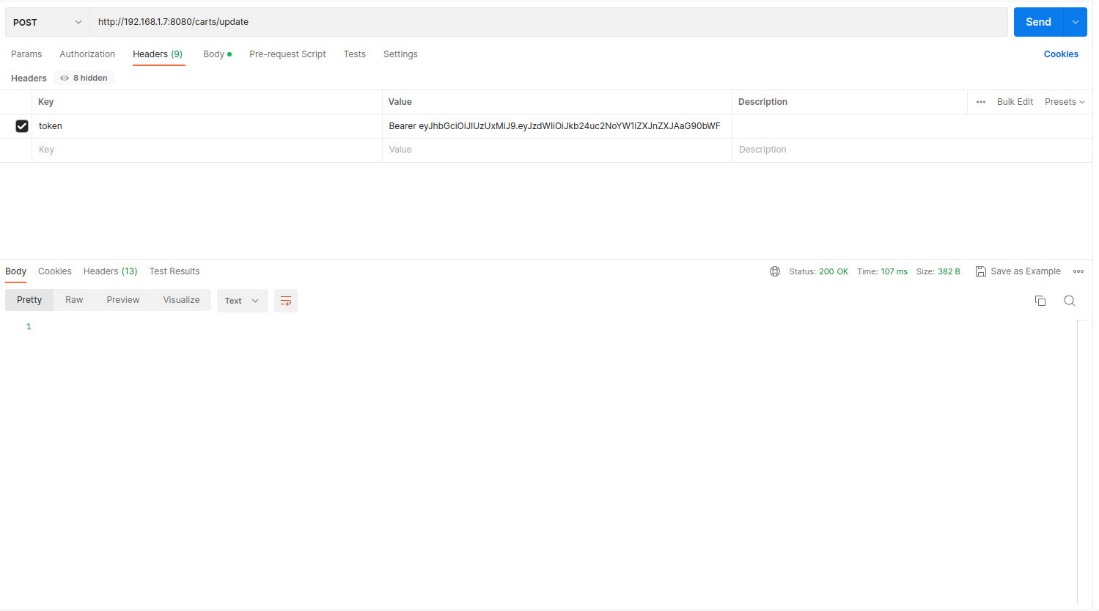 POST http://192.168.1.7:8080/carts/update Send
Params Authorization Headers (9) Body Pre-request Script Tests Settings Cookies
Headers 8 hidden
Key Value Description Bulk Edit Presets
token Bearer eyJhbGciOiJIUzUxMiJ9.eyJzdWIiOiJkb24uc2NoYW1iZXJnZXJAaG90bWF
Key Value Description
Body Cookies Headers (13) Test Results Status: 200 OK Time: 107 ms Size: 382 B Save as Example
Pretty Raw Preview Visualize Text
1